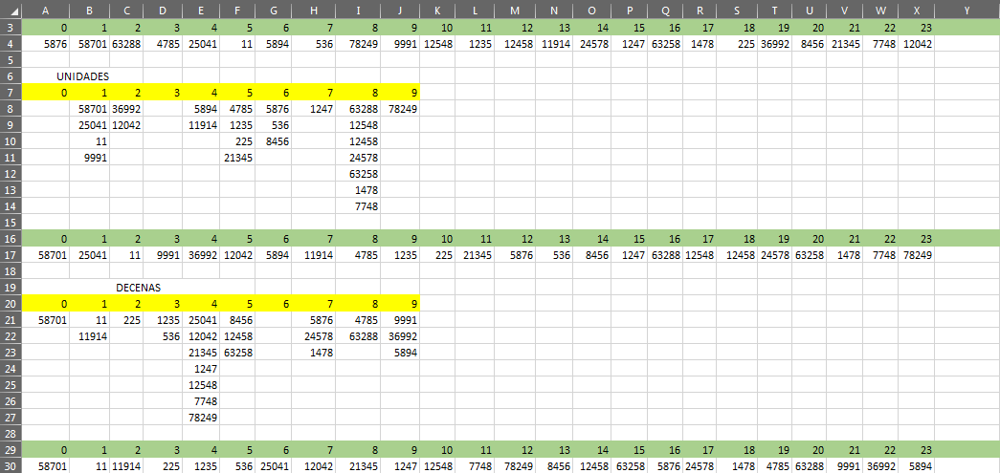 A B C D E F G H I J K L M N O P Q R S T U V W X Y
3 0 1 2 3 4 5 6 7 8 9 10 11 12 13 14 15 16 17 18 19 20 21 22 23
4 5876 58701 63288 4785 25041 11 5894 536 78249 9991 12548 1235 12458 11914 24578 1247 63258 1478 225 36992 8456 21345 7748 12042
5
6 UNIDADES
7 0 1 2 3 4 5 6 7 8 9
8 58701 36992 5894 4785 5876 1247 63288 78249
9 25041 12042 11914 1235 536 12548
10 11 225 8456 12458
11 9991 21345 24578
12 63258
13 1478
14 7748
15
16 0 1 2 3 4 5 6 7 8 9 10 11 12 13 14 15 16 17 18 19 20 21 22 23
17 58701 25041 11 9991 36992 12042 5894 11914 4785 1235 225 21345 5876 536 8456 1247 63288 12548 12458 24578 63258 1478 7748 78249
18
19 DECENAS
20 0 1 2 3 4 5 6 7 8 9
21 58701 11 225 1235 25041 8456 5876 4785 9991
22 11914 536 12042 12458 24578 63288 36992
23 21345 63258 1478 5894
24 1247
25 12548
26 7748
27 78249
28
29 0 1 2 3 4 5 6 7 8 9 10 11 12 13 14 15 16 17 18 19 20 21 22 23
30 58701 11 11914 225 1235 536 25041 12042 21345 1247 12548 7748 78249 8456 12458 63258 5876 24578 1478 4785 63288 9991 36992 5894